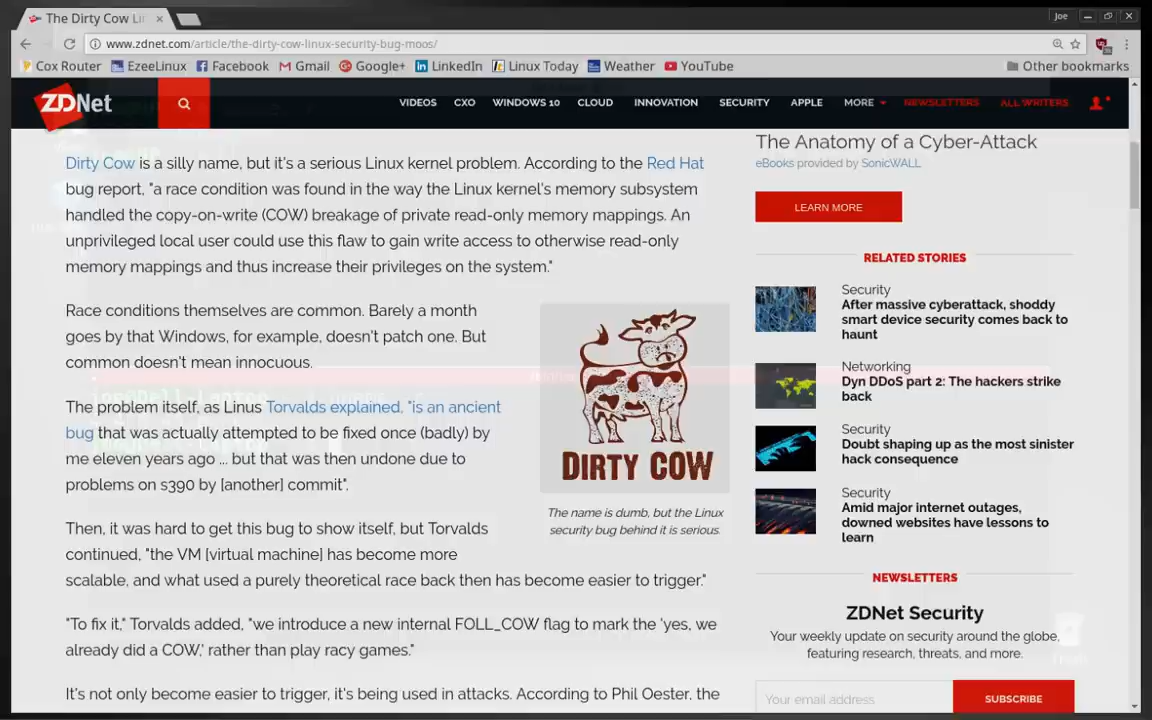 The Dirty Cow Lin
Joe
www.zdnet.com/article/the-dirty-cow-linux-security-bug-moos/
Cox Router EzeeLinux Facebook Gmail Google+ LinkedIn Linux Today Weather YouTube Other bookmarks
ZDNet VIDEOS CXO WINDOWS 10 CLOUD INNOVATION SECURITY APPLE MORE NEWSLETTERS ALL WRITERS
Dirty Cow is a silly name, but it's a serious Linux kernel problem. According to the Red Hat
bug report, "a race condition was found in the way the Linux kernel's memory subsystem
handled the copy-on-write (COW) breakage of private read-only memory mappings. An
unprivileged local user could use this flaw to gain write access to otherwise read-only
memory mappings and thus increase their privileges on the system."
Race conditions themselves are common. Barely a month
goes by that Windows, for example, doesn't patch one. But
common doesn't mean innocuous.
The problem itself, as Linus Torvalds explained, "is an ancient
bug that was actually attempted to be fixed once (badly) by
me eleven years ago ... but that was then undone due to
problems on s390 by [another] commit".
DIRTY COW
The name is dumb, but the Linux
security bug behind it is serious.
Then, it was hard to get this bug to show itself, but Torvalds
continued, "the VM [virtual machine] has become more
scalable, and what used a purely theoretical race back then has become easier to trigger."
"To fix it," Torvalds added, "we introduce a new internal FOLL_COW flag to mark the 'yes, we
already did a COW,' rather than play racy games."
It's not only become easier to trigger, it's being used in attacks. According to Phil Oester, the
The Anatomy of a Cyber-Attack
eBooks provided by SonicWALL
LEARN MORE
RELATED STORIES
Security
After massive cyberattack, shoddy
smart device security comes back to
haunt
Networking
Dyn DDoS part 2: The hackers strike
back
Security
Doubt shaping up as the most sinister
hack consequence
Security
Amid major internet outages,
downed websites have lessons to
learn
NEWSLETTERS
ZDNet Security
Your weekly update on security around the globe,
featuring research, threats, and more.
Your email address
SUBSCRIBE